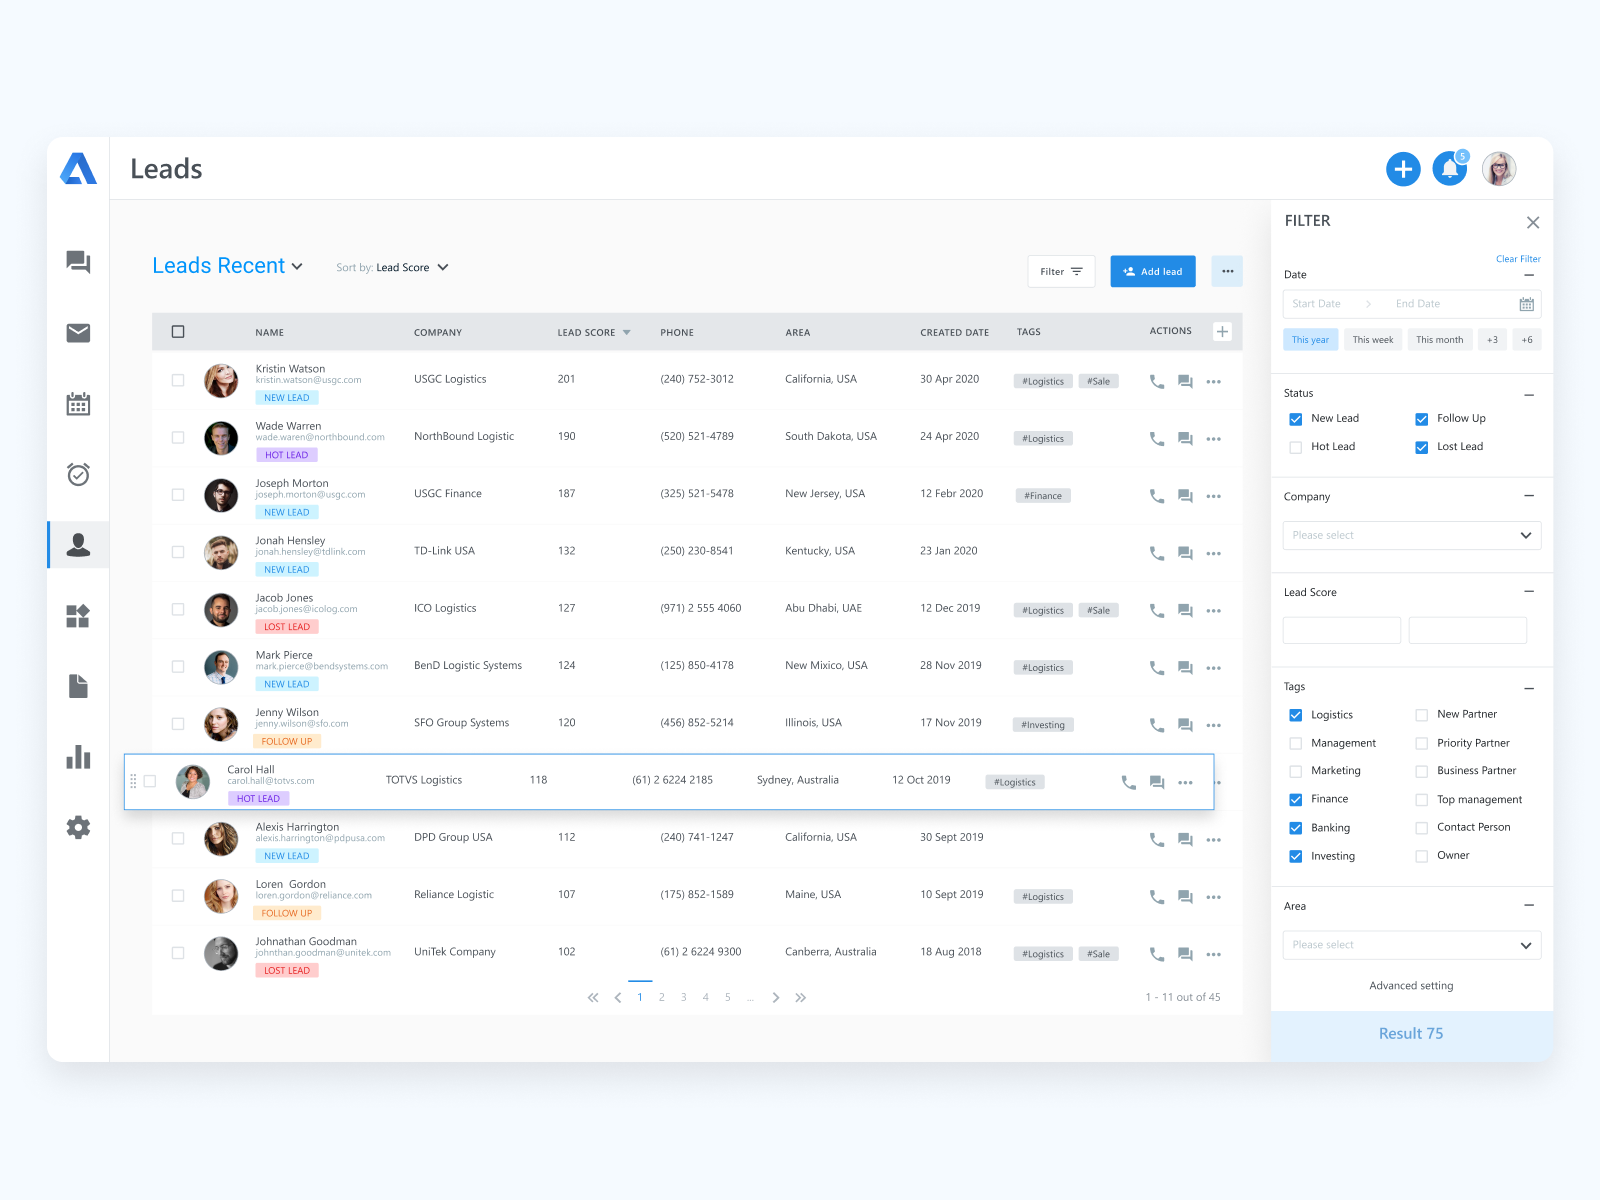 Leads
5
Leads Recent
Sort by: Lead Score
Filter
Add lead
NAME COMPANY LEAD SCORE PHONE AREA CREATED DATE TAGS ACTIONS
Kristin Watson
kristin.watson@usgc.com
NEW LEAD
USGC Logistics 201 (240) 752-3012 California, USA 30 Apr 2020 #Logistics #Sale
Wade Warren
wade.waren@northbound.com
HOT LEAD
NorthBound Logistic 190 (520) 521-4789 South Dakota, USA 24 Apr 2020 #Logistics
Joseph Morton
joseph.morton@usgc.com
NEW LEAD
USGC Finance 187 (325) 521-5478 New Jersey, USA 12 Febr 2020 #Finance
Jonah Hensley
jonah.hensley@tdlink.com
NEW LEAD
TD-Link USA 132 (250) 230-8541 Kentucky, USA 23 Jan 2020
Jacob Jones
jacob.jones@icolog.com
LOST LEAD
ICO Logistics 127 (971) 2 555 4060 Abu Dhabi, UAE 12 Dec 2019 #Logistics #Sale
Mark Pierce
mark.pierce@bendsystems.com
NEW LEAD
BenD Logistic Systems 124 (125) 850-4178 New Mixico, USA 28 Nov 2019 #Logistics
Jenny Wilson
jenny.wilson@sfo.com
FOLLOW UP
SFO Group Systems 120 (456) 852-5214 Illinois, USA 17 Nov 2019 #Investing
Carol Hall
carol.hall@totvs.com
HOT LEAD
TOTVS Logistics 118 (61) 2 6224 2185 Sydney, Australia 12 Oct 2019 #Logistics
Alexis Harrington
alexis.harrington@pdpusa.com
NEW LEAD
DPD Group USA 112 (240) 741-1247 California, USA 30 Sept 2019
Loren Gordon
loren.gordon@reliance.com
FOLLOW UP
Reliance Logistic 107 (175) 852-1589 Maine, USA 10 Sept 2019 #Logistics
Johnathan Goodman
johnthan.goodman@unitek.com
LOST LEAD
UniTek Company 102 (61) 2 6224 9300 Canberra, Australia 18 Aug 2018 #Logistics #Sale
1 2 3 4 5 ...
1 - 11 out of 45
FILTER
Clear Filter
Date
Start Date End Date
This year This week This month +3 +6
Status
New Lead Follow Up
Hot Lead Lost Lead
Company
Please select
Lead Score
Tags
Logistics New Partner
Management Priority Partner
Marketing Business Partner
Finance Top management
Banking Contact Person
Investing Owner
Area
Please select
Advanced setting
Result 75